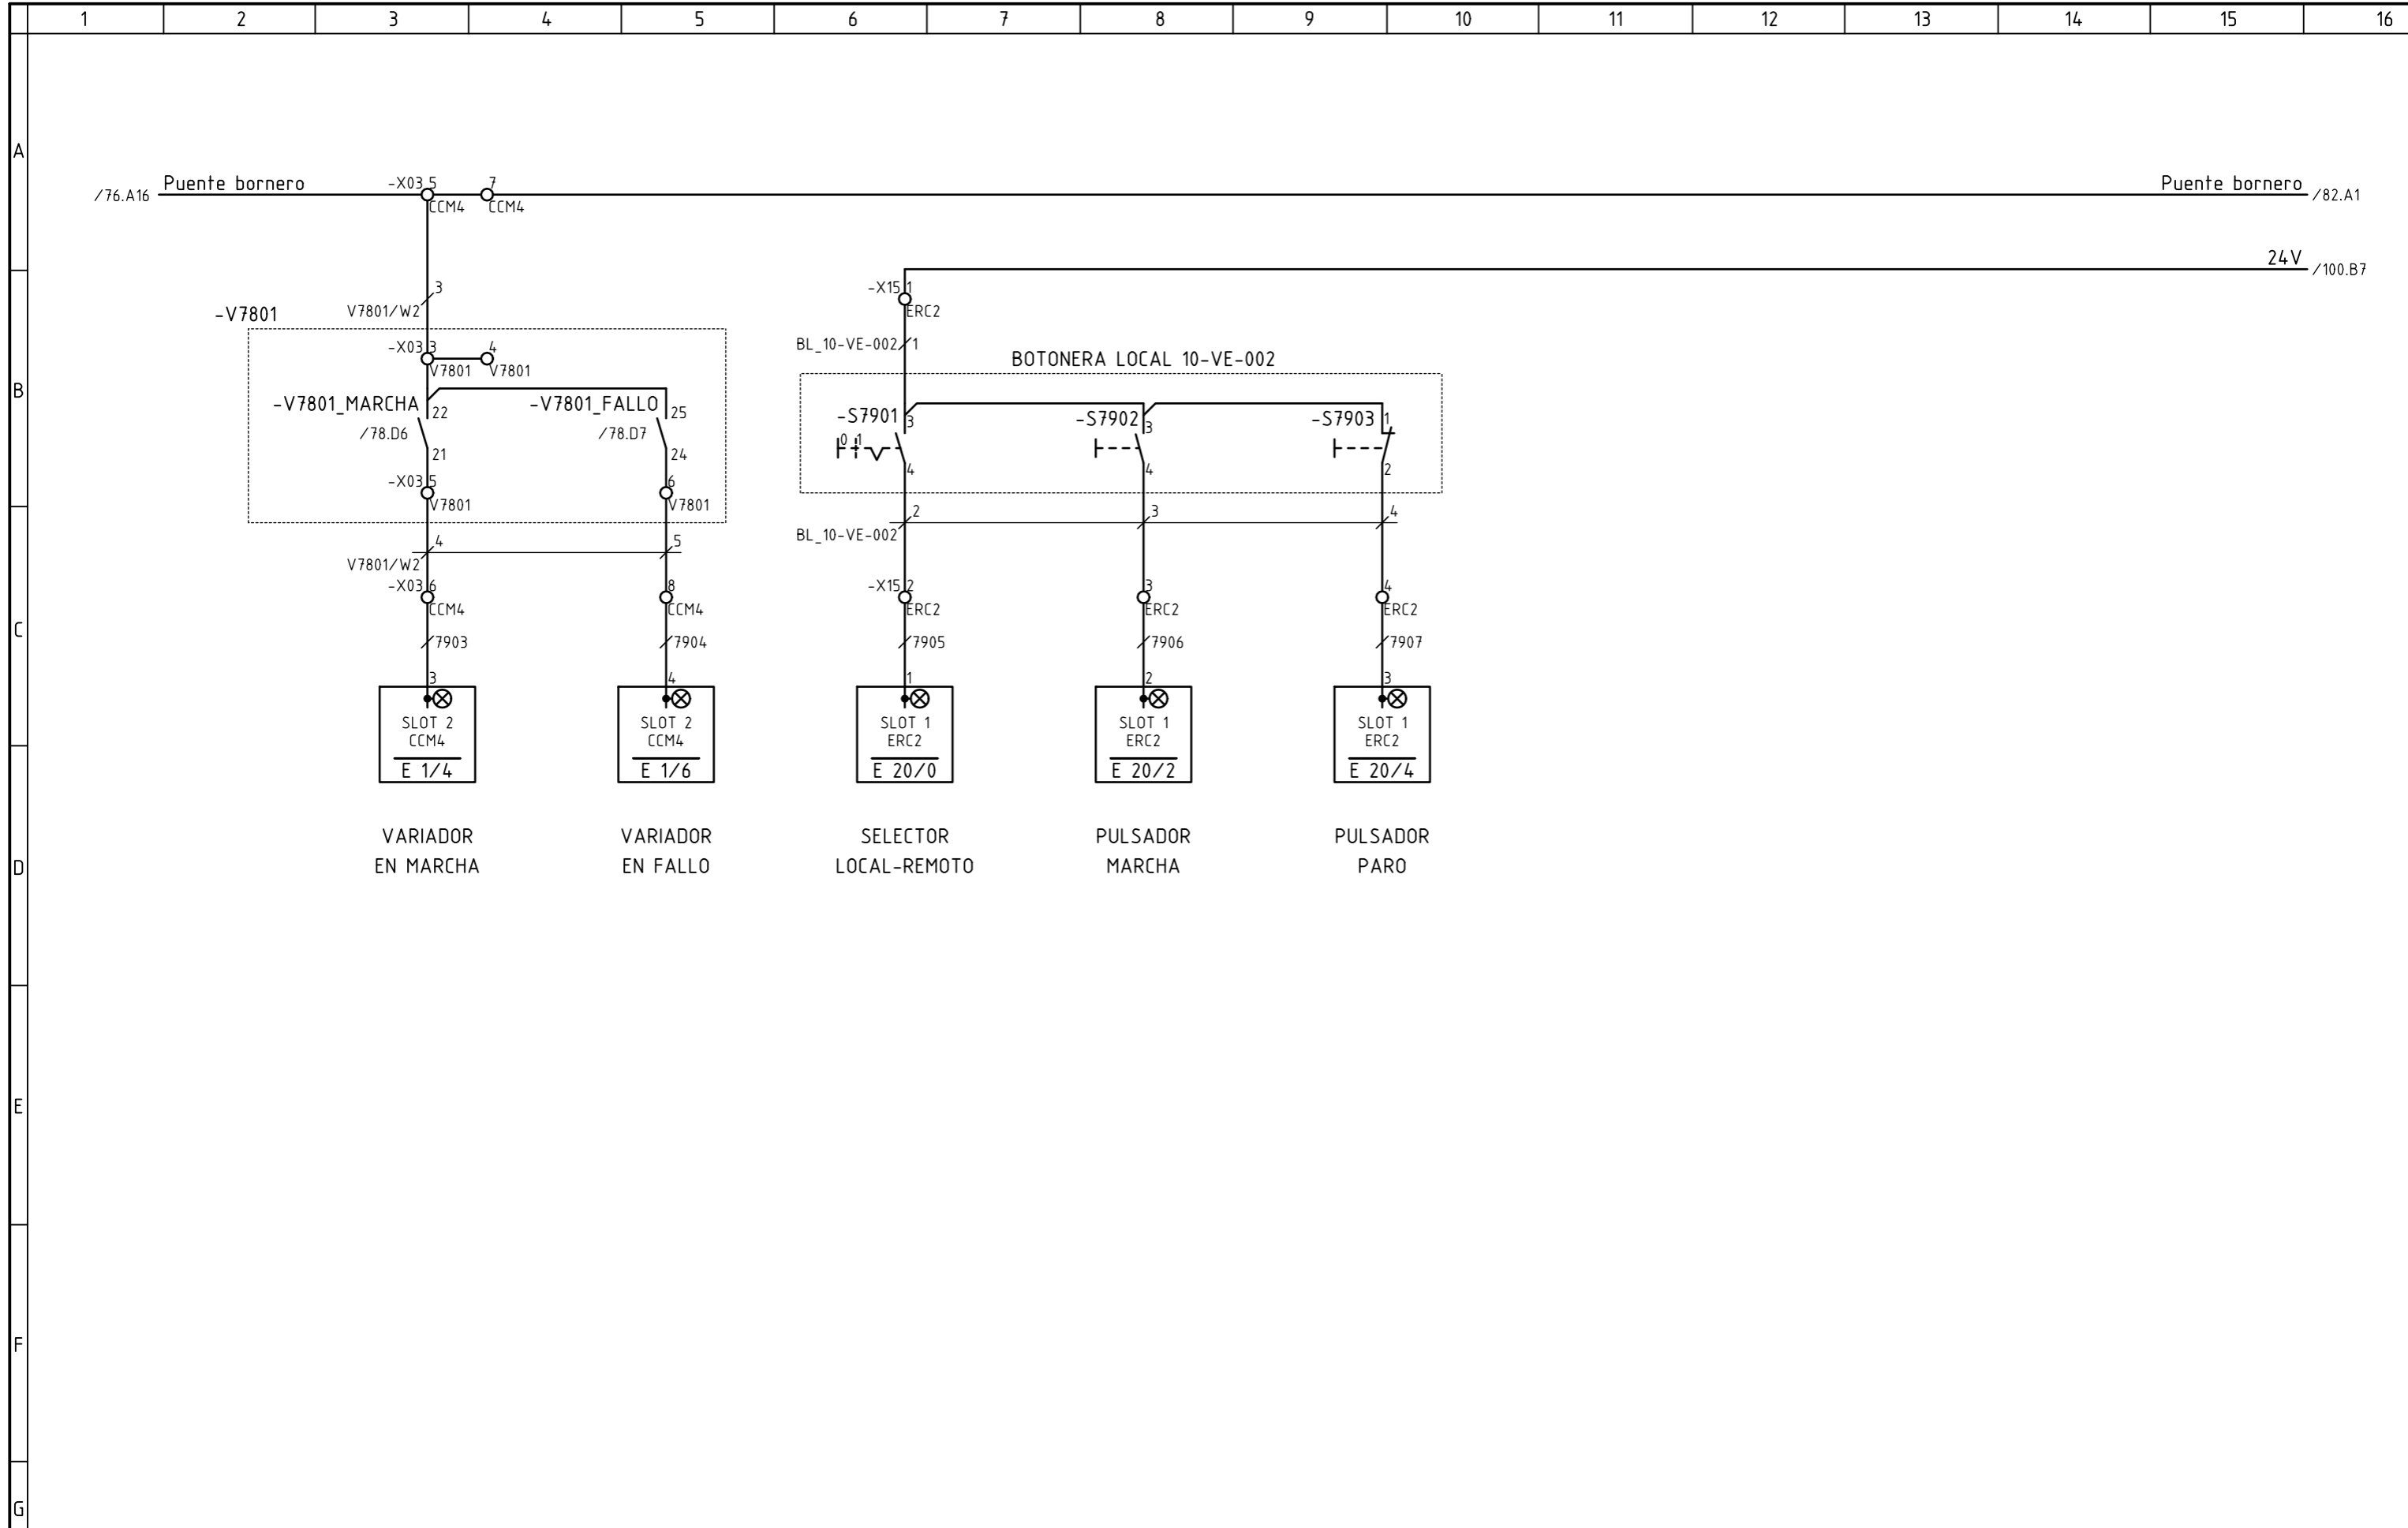 1 2 3 4 5 6 7 8 9 10 11 12 13 14 15 16
A
/76.A16 Puente bornero -X03 5 CCM4 7 CCM4 Puente bornero /82.A1
24V /100.B7
-X15 1
ERC2
3
V7801/W2
-V7801
B
-X03 3 4
V7801 V7801
BL_10-VE-002 1
BOTONERA LOCAL 10-VE-002
-V7801_MARCHA 22 -V7801_FALLO 25
/78.D6 /78.D7
21 24
-S7901 3 -S7902 3 -S7903 1
0 1
4 4 2
-X03 5 6
V7801 V7801
2 3 4
BL_10-VE-002
4 5
V7801/W2
C
-X03 6 8 -X15 2 3 4
CCM4 CCM4 ERC2 ERC2 ERC2
7903 7904 7905 7906 7907
3 4 1 2 3
SLOT 2 SLOT 2 SLOT 1 SLOT 1 SLOT 1
CCM4 CCM4 ERC2 ERC2 ERC2
E 1/4 E 1/6 E 20/0 E 20/2 E 20/4
D
VARIADOR VARIADOR SELECTOR PULSADOR PULSADOR
EN MARCHA EN FALLO LOCAL-REMOTO MARCHA PARO
E
F
G